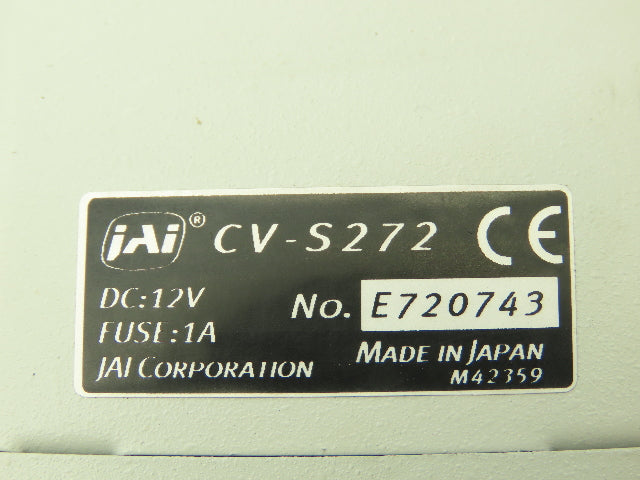 JAi® CV-S272 CE
DC:12V
No. E720743
FUSE:1A
MADE IN JAPAN
JAI CORPORATION
M42359